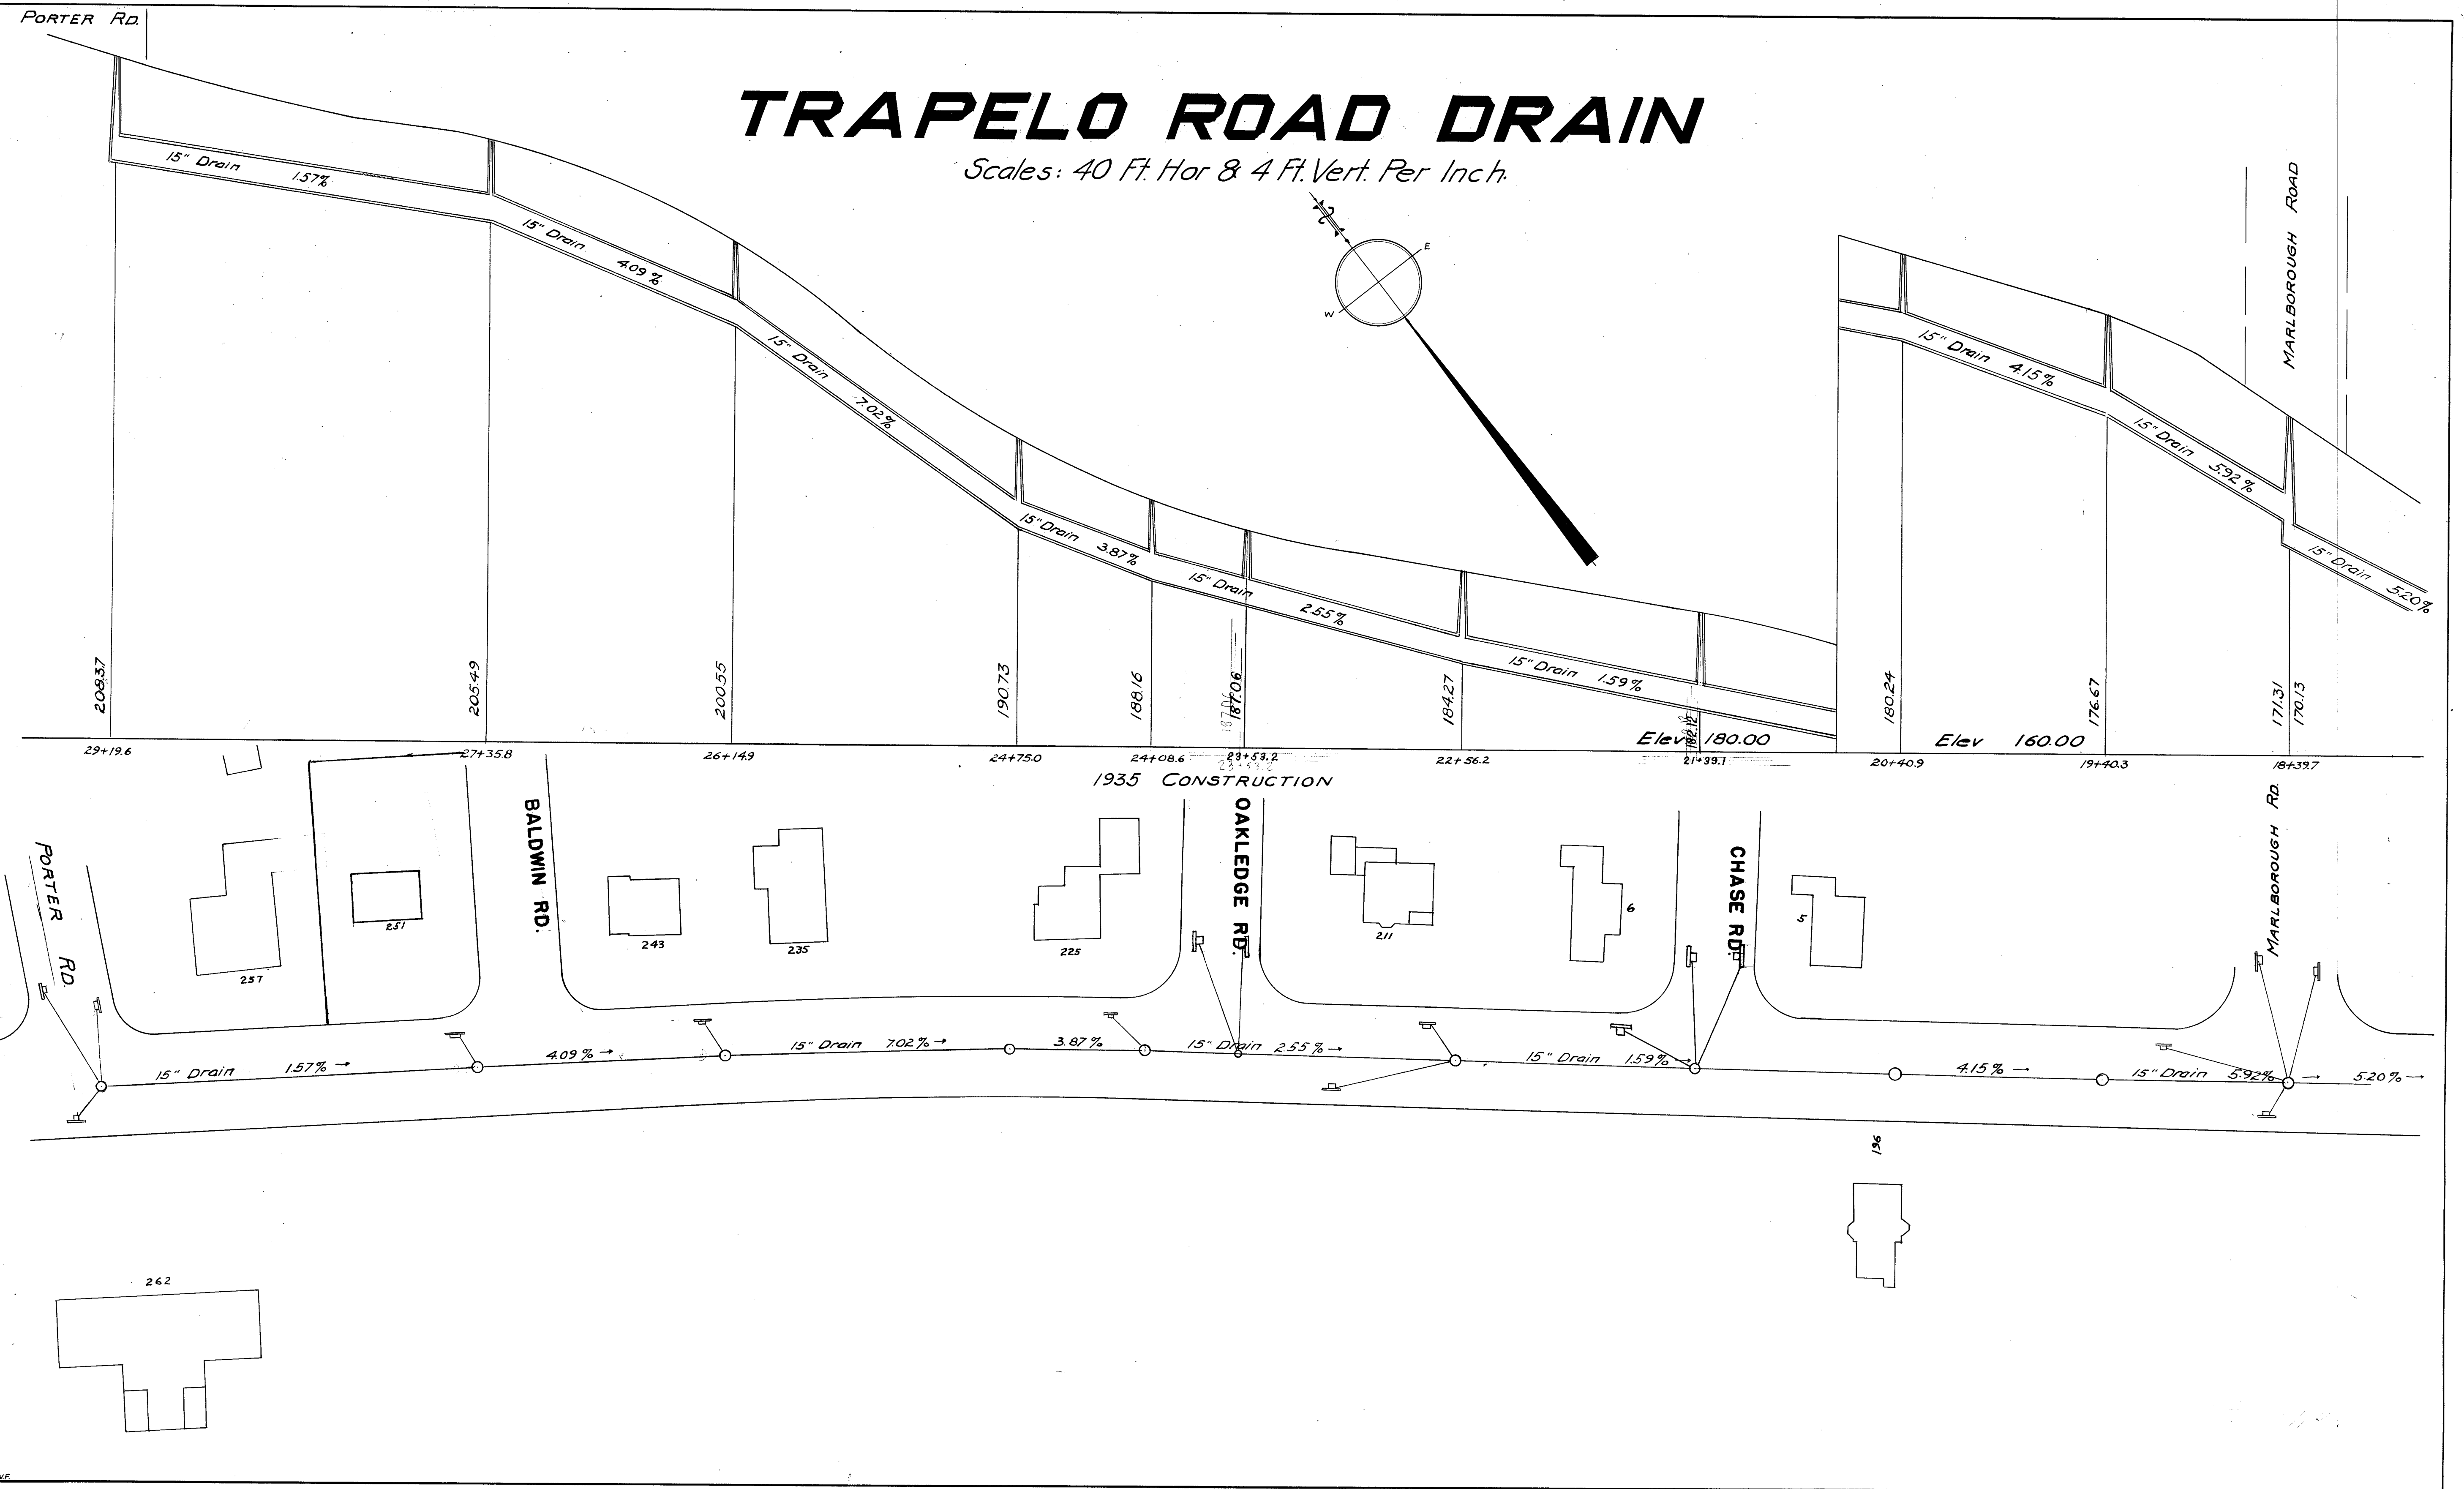 PORTER RD.
TRAPELO ROAD DRAIN
Scales: 40 Ft. Hor & 4 Ft. Vert. Per Inch.
MARLBOROUGH ROAD
15" Drain 1.57%
15" Drain 4.09%
15" Drain 7.02%
15" Drain 3.87%
15" Drain 2.55%
15" Drain 1.59%
15" Drain 4.15%
15" Drain 5.92%
15" Drain 5.20%
E
W
208.37
205.49
200.55
190.73
188.16
187.06
187.06
184.27
182.12
180.24
176.67
171.31
170.13
Elev 180.00
Elev 160.00
29+19.6
27+35.8
26+14.9
24+75.0
24+08.6
23+53.2
22+56.2
21+39.1
20+40.9
19+40.3
18+39.7
1935 CONSTRUCTION
PORTER RD.
BALDWIN RD.
OAKLEDGE RD.
CHASE RD.
MARLBOROUGH RD.
257
251
243
235
225
211
6
5
15" Drain 1.57% →
4.09% →
15" Drain 7.02% →
3.87%
15" Drain 2.55% →
15" Drain 1.59% →
4.15% →
15" Drain 5.92% →
5.20% →
196
262